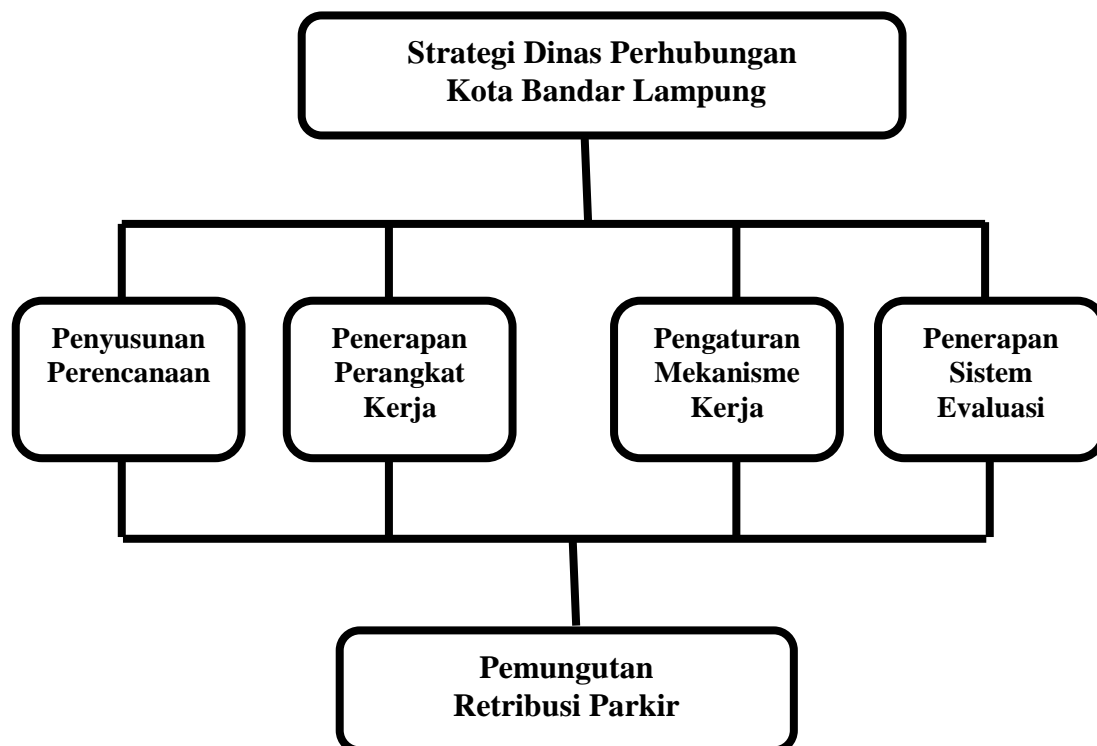 Strategi Dinas Perhubungan
Kota Bandar Lampung
Penyusunan
Perencanaan
Penerapan
Perangkat
Kerja
Pengaturan
Mekanisme
Kerja
Penerapan
Sistem
Evaluasi
Pemungutan
Retribusi Parkir